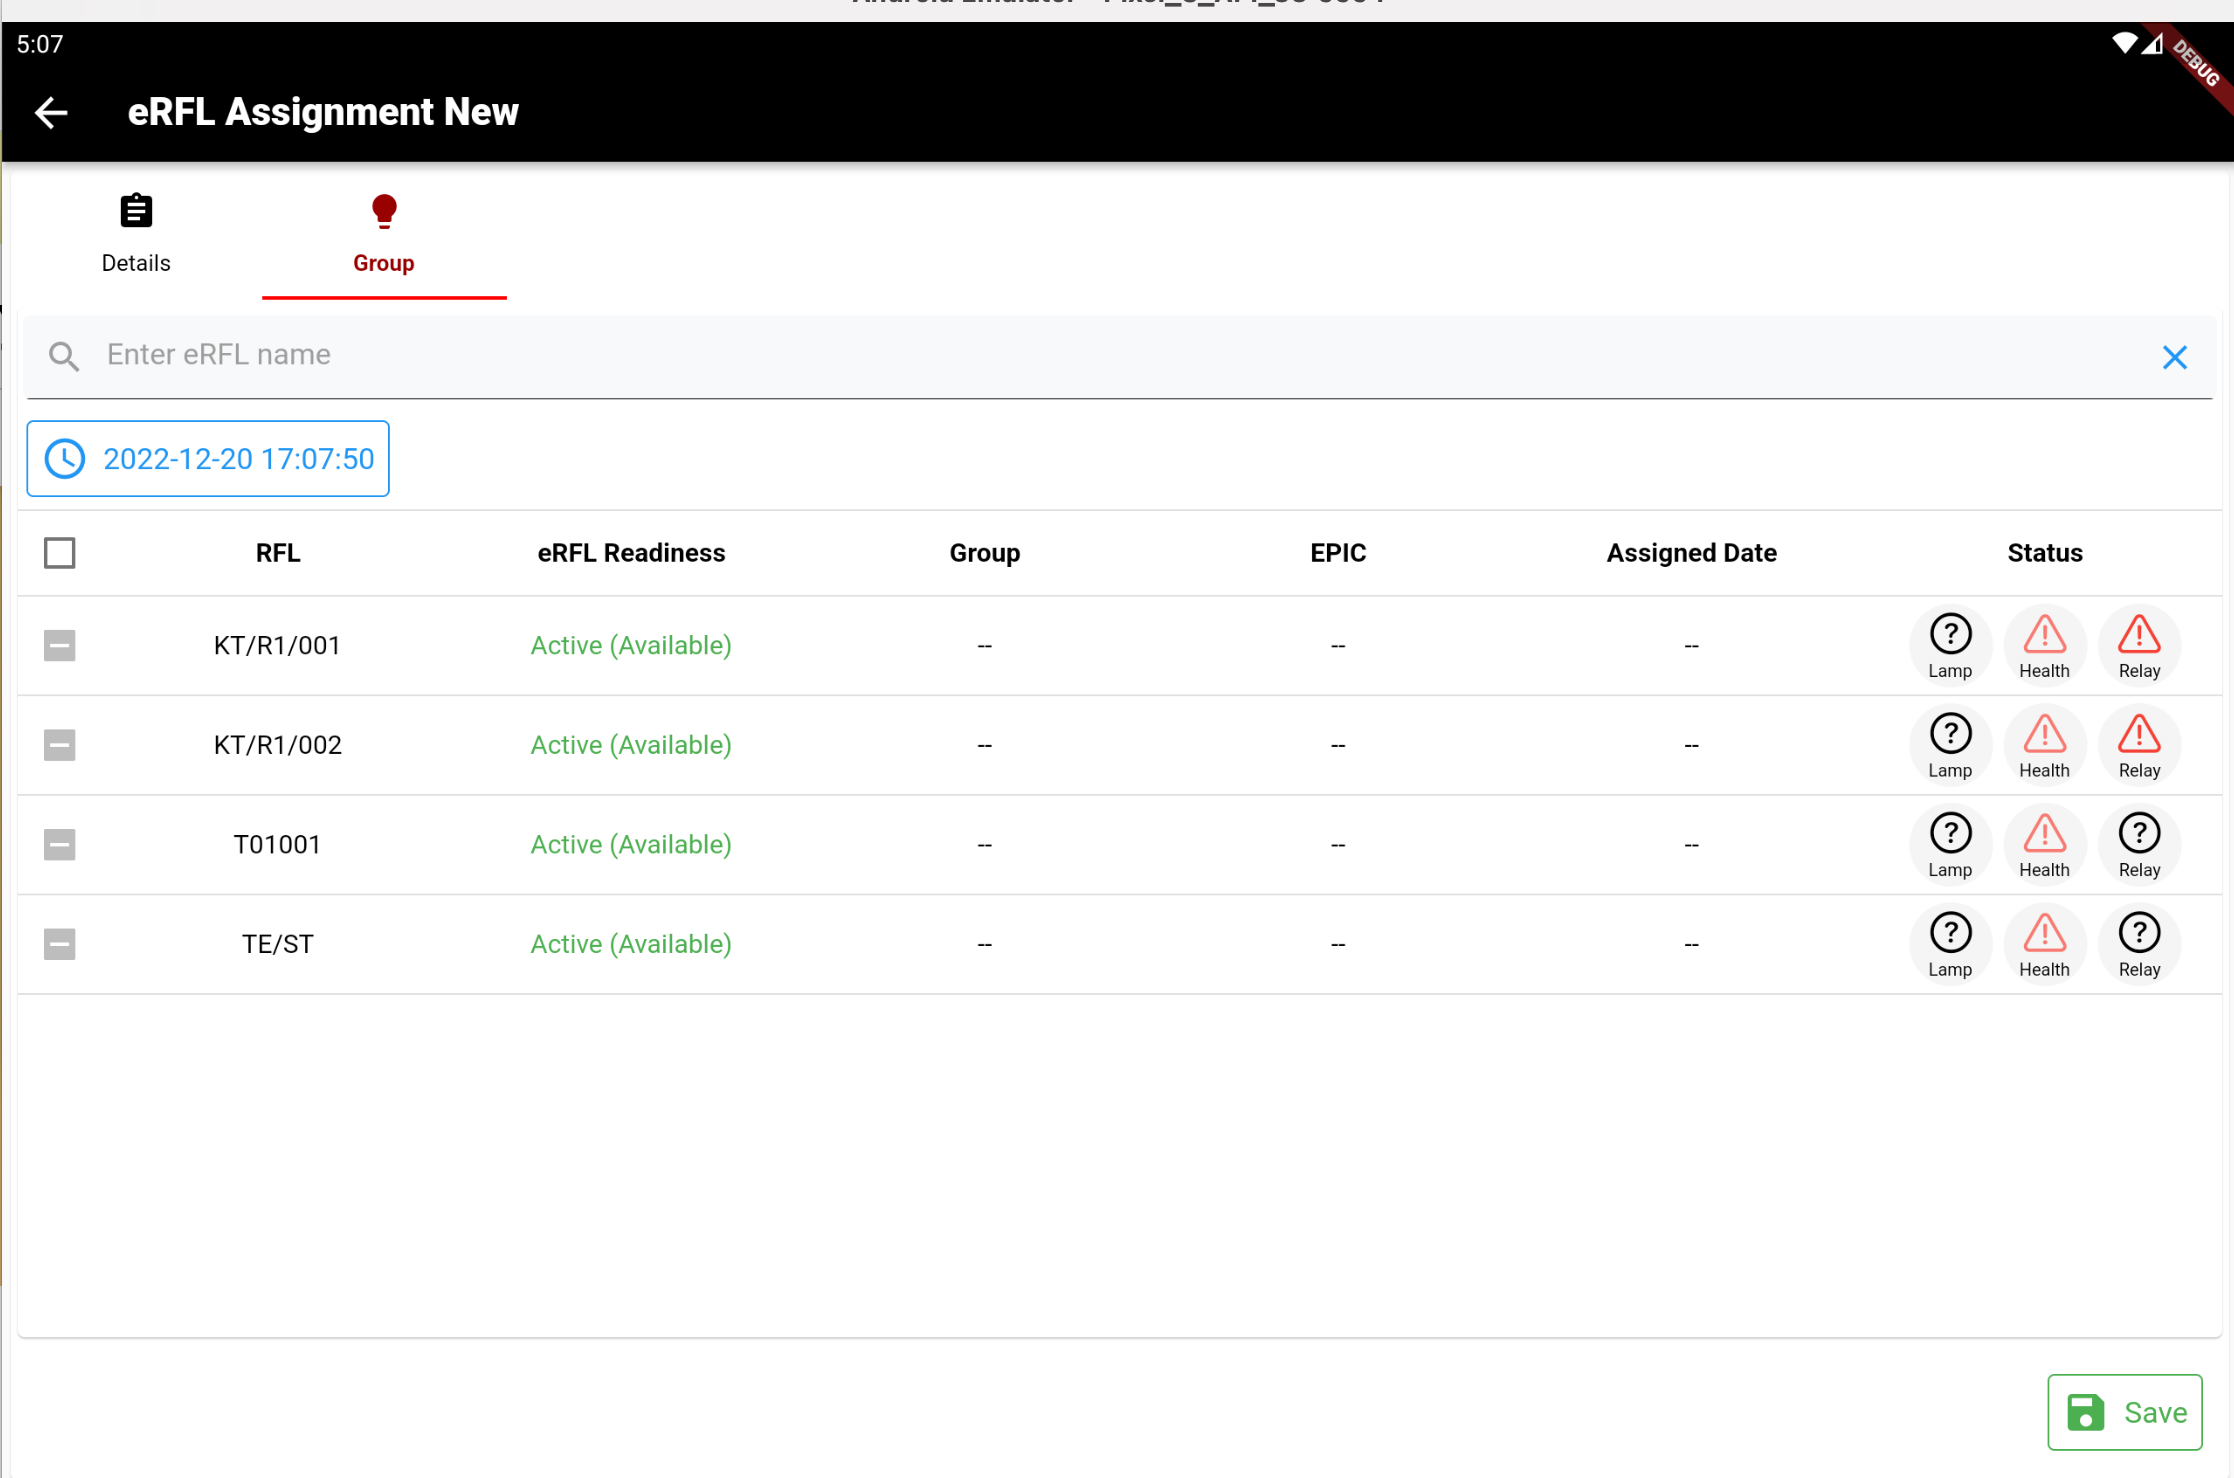 5:07
DEBUG
eRFL Assignment New
Details
Group
Enter eRFL name
2022-12-20 17:07:50
RFL eRFL Readiness Group EPIC Assigned Date Status
KT/R1/001 Active (Available) -- -- -- Lamp Health Relay
KT/R1/002 Active (Available) -- -- -- Lamp Health Relay
T01001 Active (Available) -- -- -- Lamp Health Relay
TE/ST Active (Available) -- -- -- Lamp Health Relay
Save